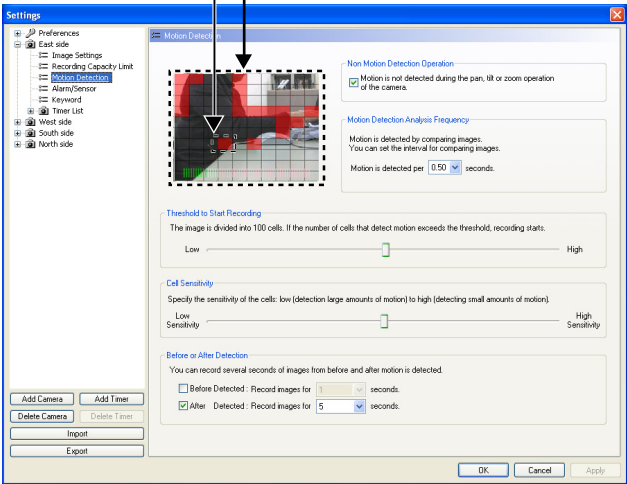 Settings
Preferences
East side
Image Settings
Recording Capacity Limit
Motion Detection
Alarm/Sensor
Keyword
Timer List
West side
South side
North side
Add Camera
Add Timer
Delete Camera
Delete Timer
Import
Export
Motion Detection
Non Motion Detection Operation
Motion is not detected during the pan, tilt or zoom operation
of the camera.
Motion Detection Analysis Frequency
Motion is detected by comparing images.
You can set the interval for comparing images.
Motion is detected per 0.50 seconds.
Threshold to Start Recording
The image is divided into 100 cells. If the number of cells that detect motion exceeds the threshold, recording starts.
Low High
Cell Sensitivity
Specify the sensitivity of the cells: low (detection large amounts of motion) to high (detecting small amounts of motion).
Low High
Sensitivity Sensitivity
Before or After Detection
You can record several seconds of images from before and after motion is detected.
Before Detected : Record images for 1 seconds.
After Detected : Record images for 5 seconds.
OK Cancel Apply